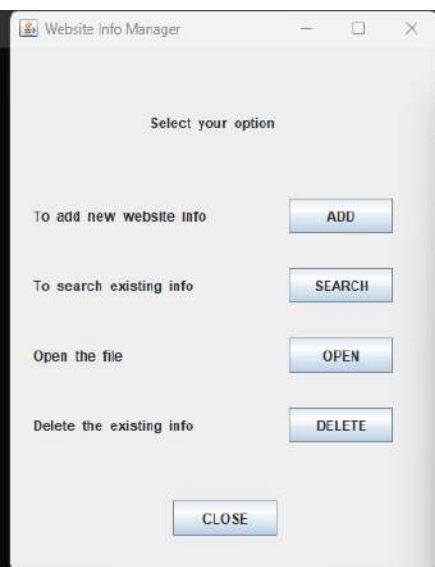 Website Info Manager
Select your option
To add new website info ADD
To search existing info SEARCH
Open the file OPEN
Delete the existing info DELETE
CLOSE